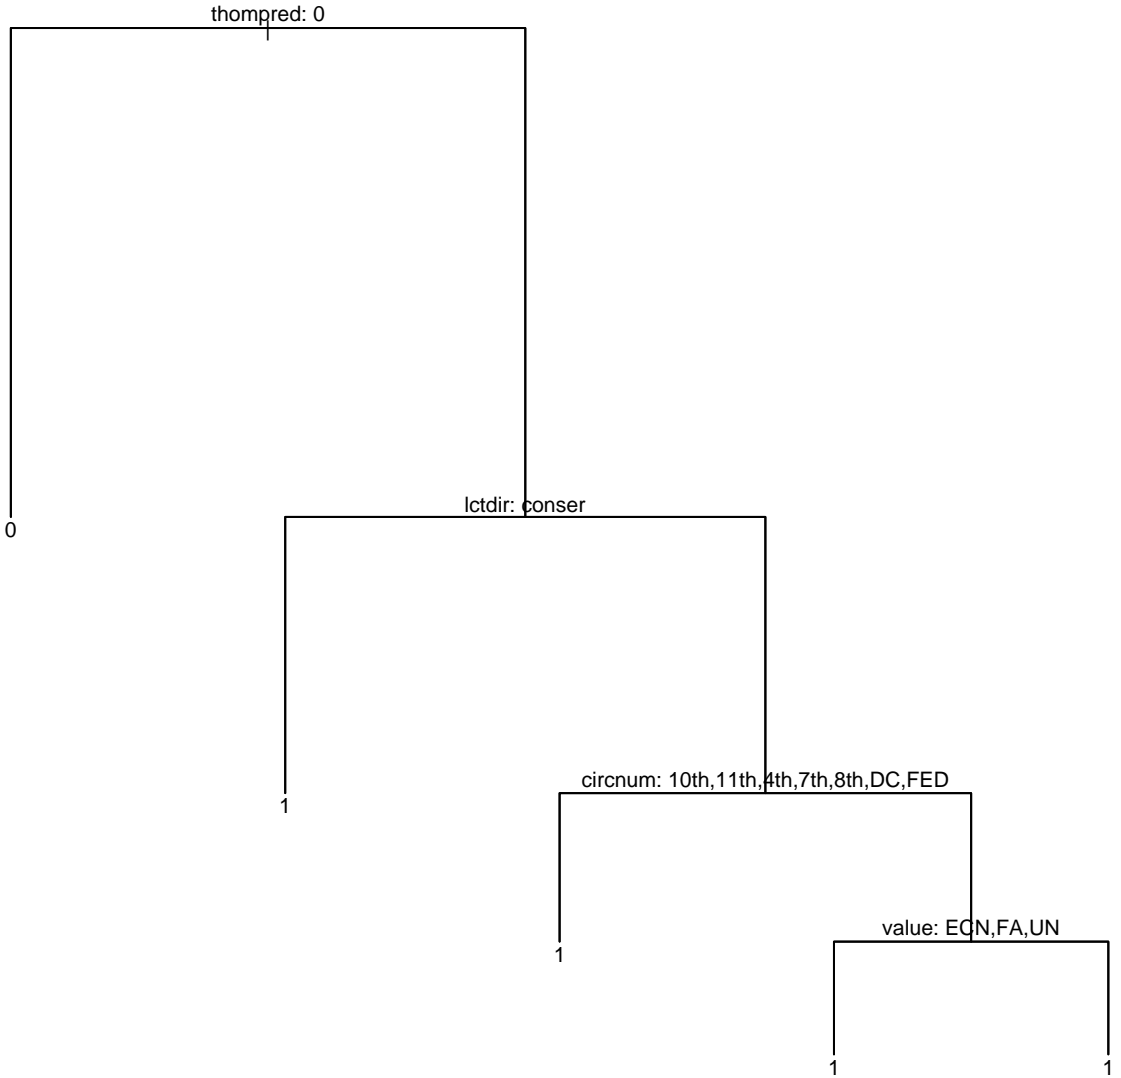 thompred: 0
0
lctdir: conser
1
circnum: 10th,11th,4th,7th,8th,DC,FED
1
value: ECN,FA,UN
1
1